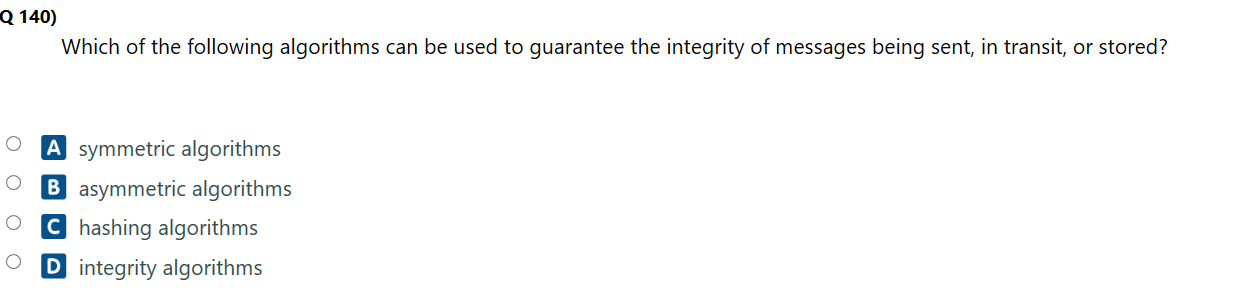 Q 140)
Which of the following algorithms can be used to guarantee the integrity of messages being sent, in transit, or stored?
A symmetric algorithms
B asymmetric algorithms
C hashing algorithms
D integrity algorithms